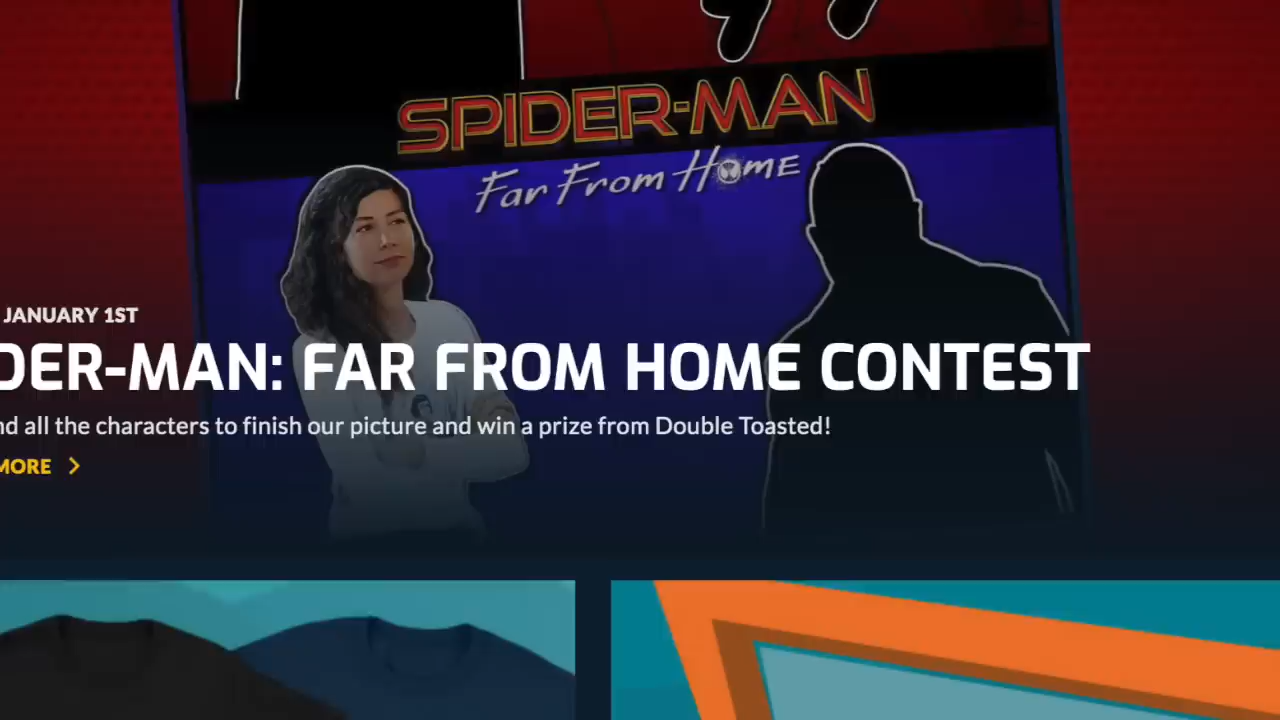 SPIDER-MAN
Far From Home
JANUARY 1ST
DER-MAN: FAR FROM HOME CONTEST
nd all the characters to finish our picture and win a prize from Double Toasted!
MORE >